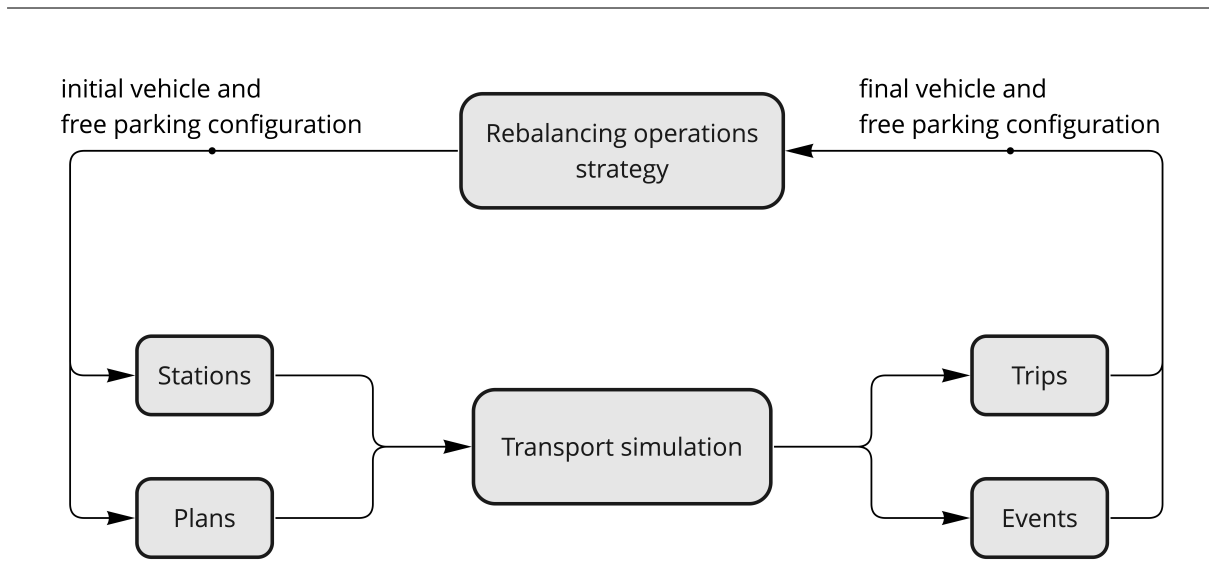 initial vehicle and
free parking configuration
Rebalancing operations
strategy
final vehicle and
free parking configuration
Stations
Plans
Transport simulation
Trips
Events